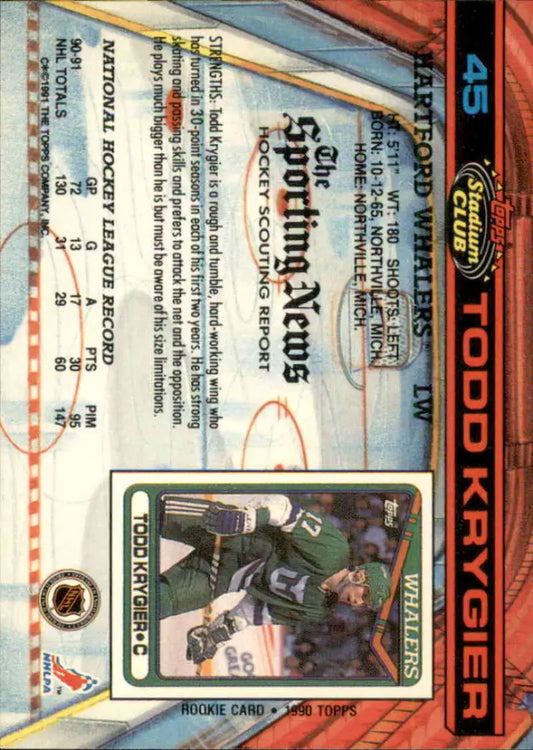 45
Topps
Stadium
CLUB
TODD KRYGIER
HARTFORD WHALERS™ LW
HT: 5'11" WT: 180 SHOOTS: LEFT
BORN: 10-12-65, NORTHVILLE, MICH.
HOME: NORTHVILLE, MICH.
The
Sporting News
HOCKEY SCOUTING REPORT
STRENGTHS: Todd Krygier is a rough and tumble, hard-working wing who
has turned in 30-point seasons in each of his first two years. He has strong
skating and passing skills and prefers to attack the net and the opposition.
He plays much bigger than he is but must be aware of his size limitations.
NATIONAL HOCKEY LEAGUE RECORD
GP G A PTS PIM
90-91 72 13 17 30 95
NHL TOTALS 130 31 29 60 147
C®©1991 THE TOPPS COMPANY, INC.
WHALERS
Topps
17
TODD KRYGIER•C
ROOKIE CARD • 1990 TOPPS
NHL
NHLPA™